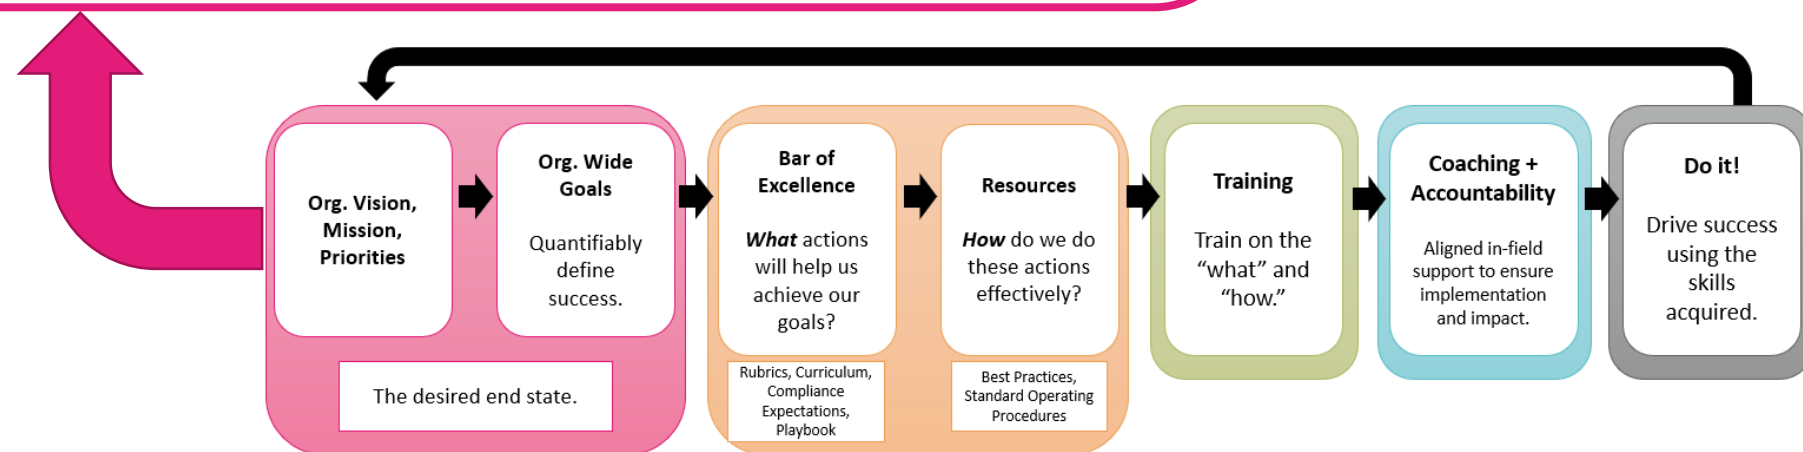 Org. Vision,
Mission,
Priorities
Org. Wide
Goals
Quantifiably
define
success.
The desired end state.
Bar of
Excellence
What actions
will help us
achieve our
goals?
Rubrics, Curriculum,
Compliance
Expectations,
Playbook
Resources
How do we do
these actions
effectively?
Best Practices,
Standard Operating
Procedures
Training
Train on the
“what” and
“how.”
Coaching +
Accountability
Aligned in-field
support to ensure
implementation
and impact.
Do it!
Drive success
using the
skills
acquired.